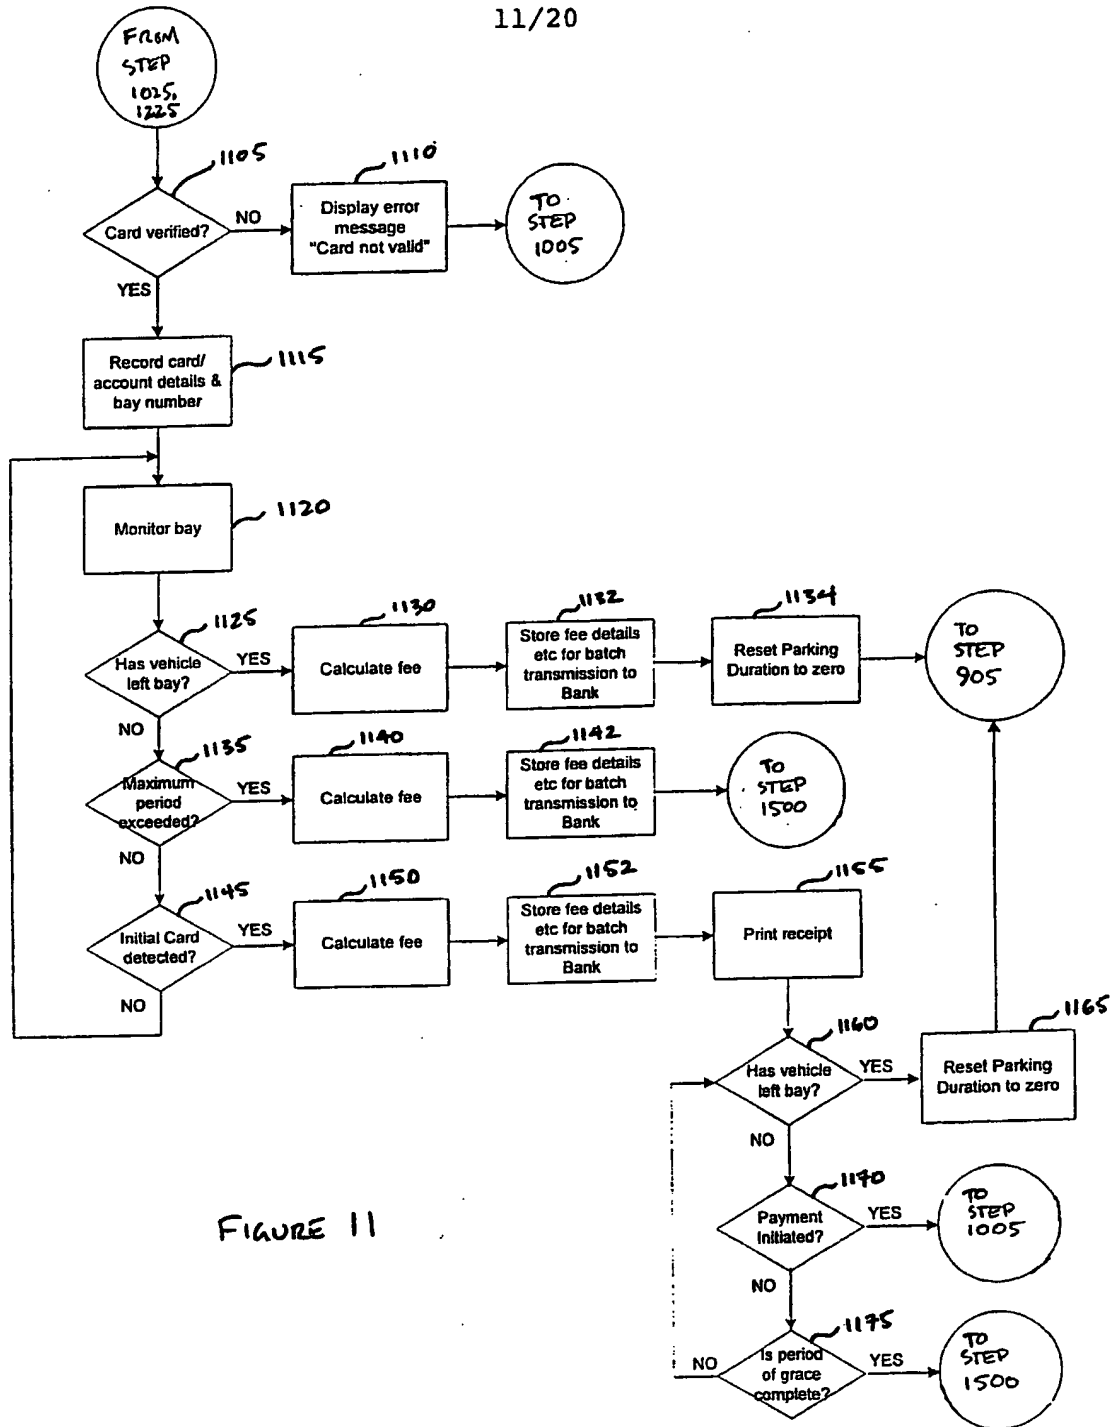 11/20
FROM
STEP
1025,
1225
1105
Card verified?
NO
YES
1110
Display error
message
"Card not valid"
TO
STEP
1005
Record card/
account details &
bay number
1115
Monitor bay
1120
1125
Has vehicle
left bay?
YES
NO
1130
Calculate fee
1132
Store fee details
etc for batch
transmission to
Bank
1134
Reset Parking
Duration to zero
TO
STEP
905
1135
Maximum
period
exceeded?
YES
NO
1140
Calculate fee
1142
Store fee details
etc for batch
transmission to
Bank
TO
STEP
1500
1145
Initial Card
detected?
YES
NO
1150
Calculate fee
1152
Store fee details
etc for batch
transmission to
Bank
1155
Print receipt
1160
Has vehicle
left bay?
YES
NO
1165
Reset Parking
Duration to zero
1170
Payment
Initiated?
YES
NO
TO
STEP
1005
1175
Is period
of grace
complete?
NO
YES
TO
STEP
1500
FIGURE 11